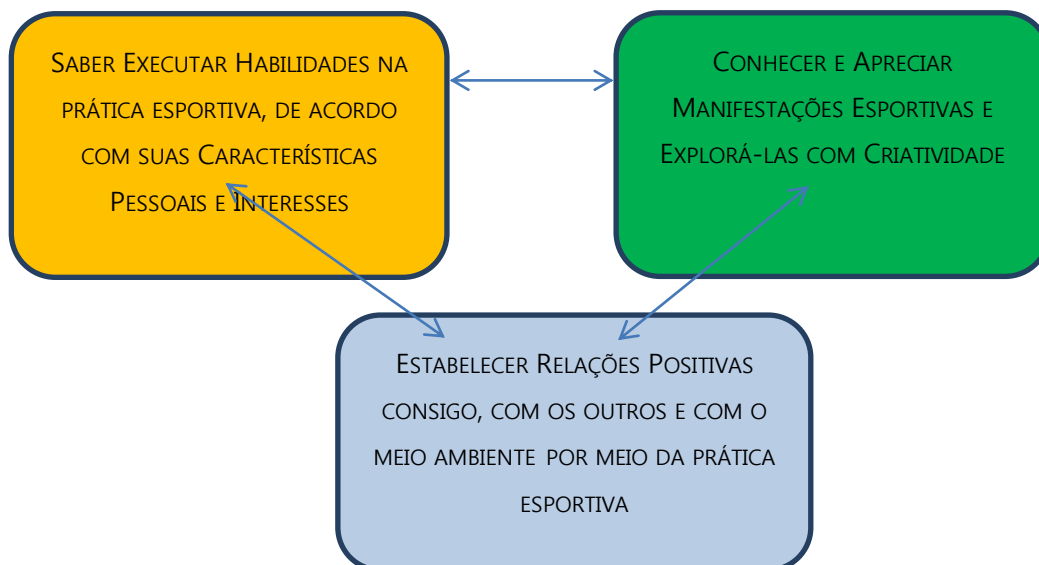 Saber Executar Habilidades na
prática esportiva, de acordo
com suas Características
Pessoais e Interesses
Conhecer e Apreciar
Manifestações Esportivas e
Explorá-las com Criatividade
Estabelecer Relações Positivas
consigo, com os outros e com o
meio ambiente por meio da prática
esportiva